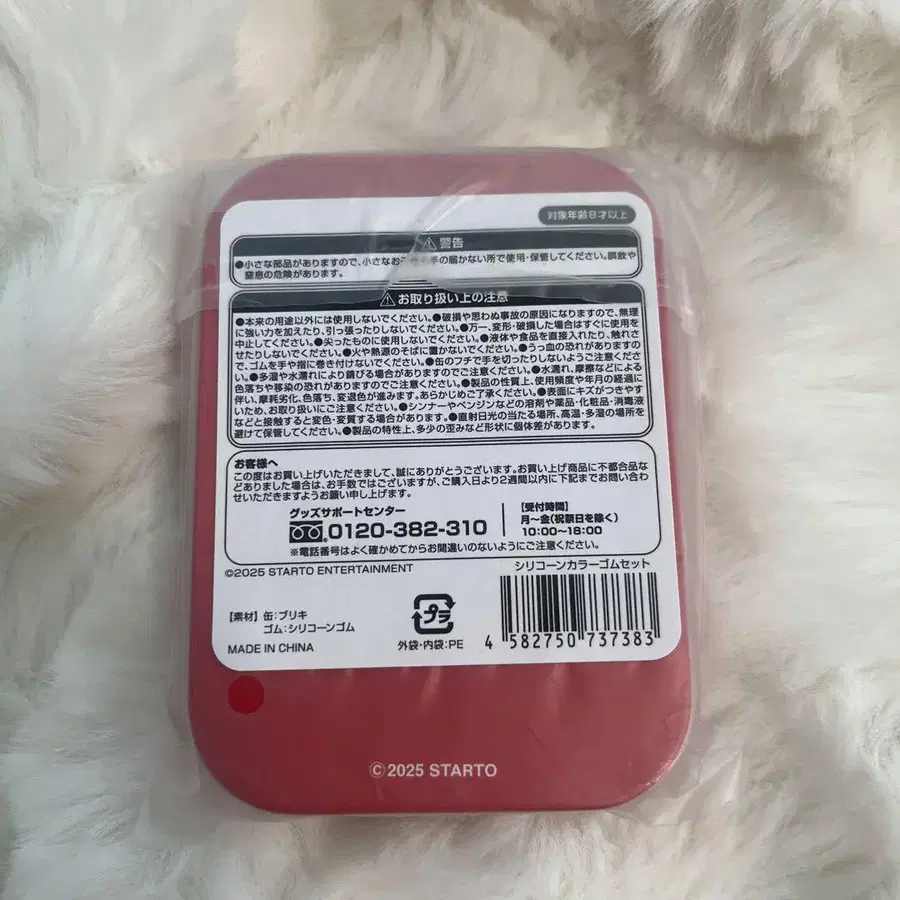 対象年齢8才以上
⚠警告
●小さな部品がありますので、小さなお子様の手の届かない所で使用・保管してください。誤飲や
窒息の危険があります。
⚠お取り扱い上の注意
●本来の用途以外には使用しないでください。●破損や思わぬ事故の原因になりますので、無理
に強い力を加えたり、引っ張ったりしないでください。●万一、変形・破損した場合はすぐに使用を
中止してください。●尖ったものに使用しないでください。●液体や食品を直接入れたり、触れさ
せたりしないでください。●火や熱源のそばに置かないでください。●うっ血の恐れがありますの
で、ゴムを手や指に巻き付けないでください。●缶のフチで手を切ったりしないようご注意ください
。●多湿や水濡れにより錆びる場合がありますのでご注意ください。●水濡れ、摩擦などによる
色落ちや移染の恐れがありますのでご注意ください。●製品の性質上、使用頻度や年月の経過に
伴い、摩耗劣化、色落ち、変退色が進みます。あらかじめご了承ください。●表面にキズがつきやす
いため、お取り扱いにご注意ください。●シンナーやベンジンなどの溶剤や薬品・化粧品・消毒液
などと接触すると変色・変質する場合があります。●直射日光の当たる場所、高温・多湿の場所を
避けて保管してください。●製品の特性上、多少の歪みなど形状に個体差があります。
お客様へ
この度はお買い上げいただきまして、誠にありがとうございます。お買い上げ商品に不都合品な
どありました場合は、お手数ではございますが、ご購入日より2週間以内に下記までお問い合わ
せいただきますようお願い申し上げます。
グッズサポートセンター
0120-382-310
【受付時間】
月〜金(祝祭日を除く)
10:00〜18:00
※電話番号はよく確かめてからお間違いのないようにご注意ください。
©2025 STARTO ENTERTAINMENT
シリコーンカラーゴムセット
【素材】 缶:ブリキ
ゴム:シリコーンゴム
MADE IN CHINA
プラ
外袋・内袋:PE
4 582750 737383
©2025 STARTO